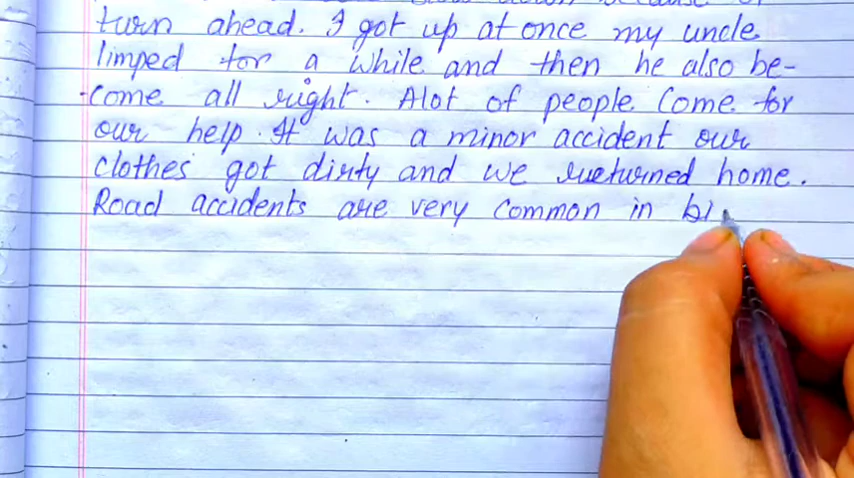 turn ahead. I got up at once my uncle
limped for a while and then he also be-
-come all right. Alot of people come for
our help. It was a minor accident our
clothes got dirty and we rueturned home.
Road accidents are very common in bi